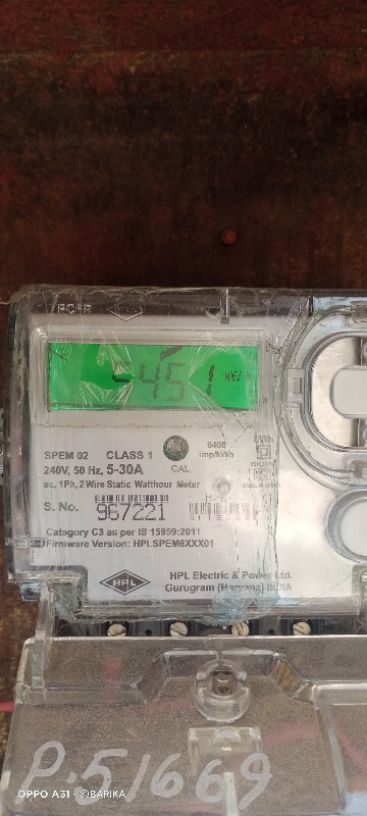 POWER
-451 kW
SPEM 02 CLASS 1
240V, 50 Hz, 5-30A CAL
6400 imp/kWh
kWh
ac, 1Ph, 2 Wire Static Watthour Meter
S. No. 967221
Category C3 as per IS 15959:2011
Firmware Version: HPLSPEM6XXX01
HPL
HPL Electric & Power Ltd.
Gurugram (Haryana) INDIA
P.51669
OPPO A31 · ©BARIKA